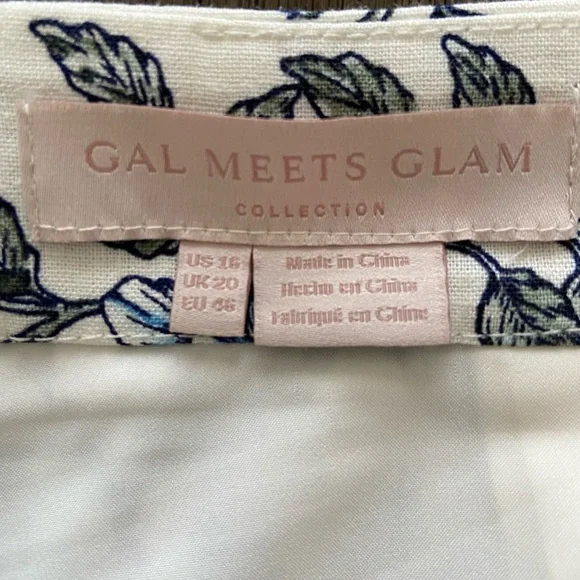 GAL MEETS GLAM
COLLECTION
US 16
UK 20
EU 46
Made in China
Hecho en China
Fabriqué en Chine